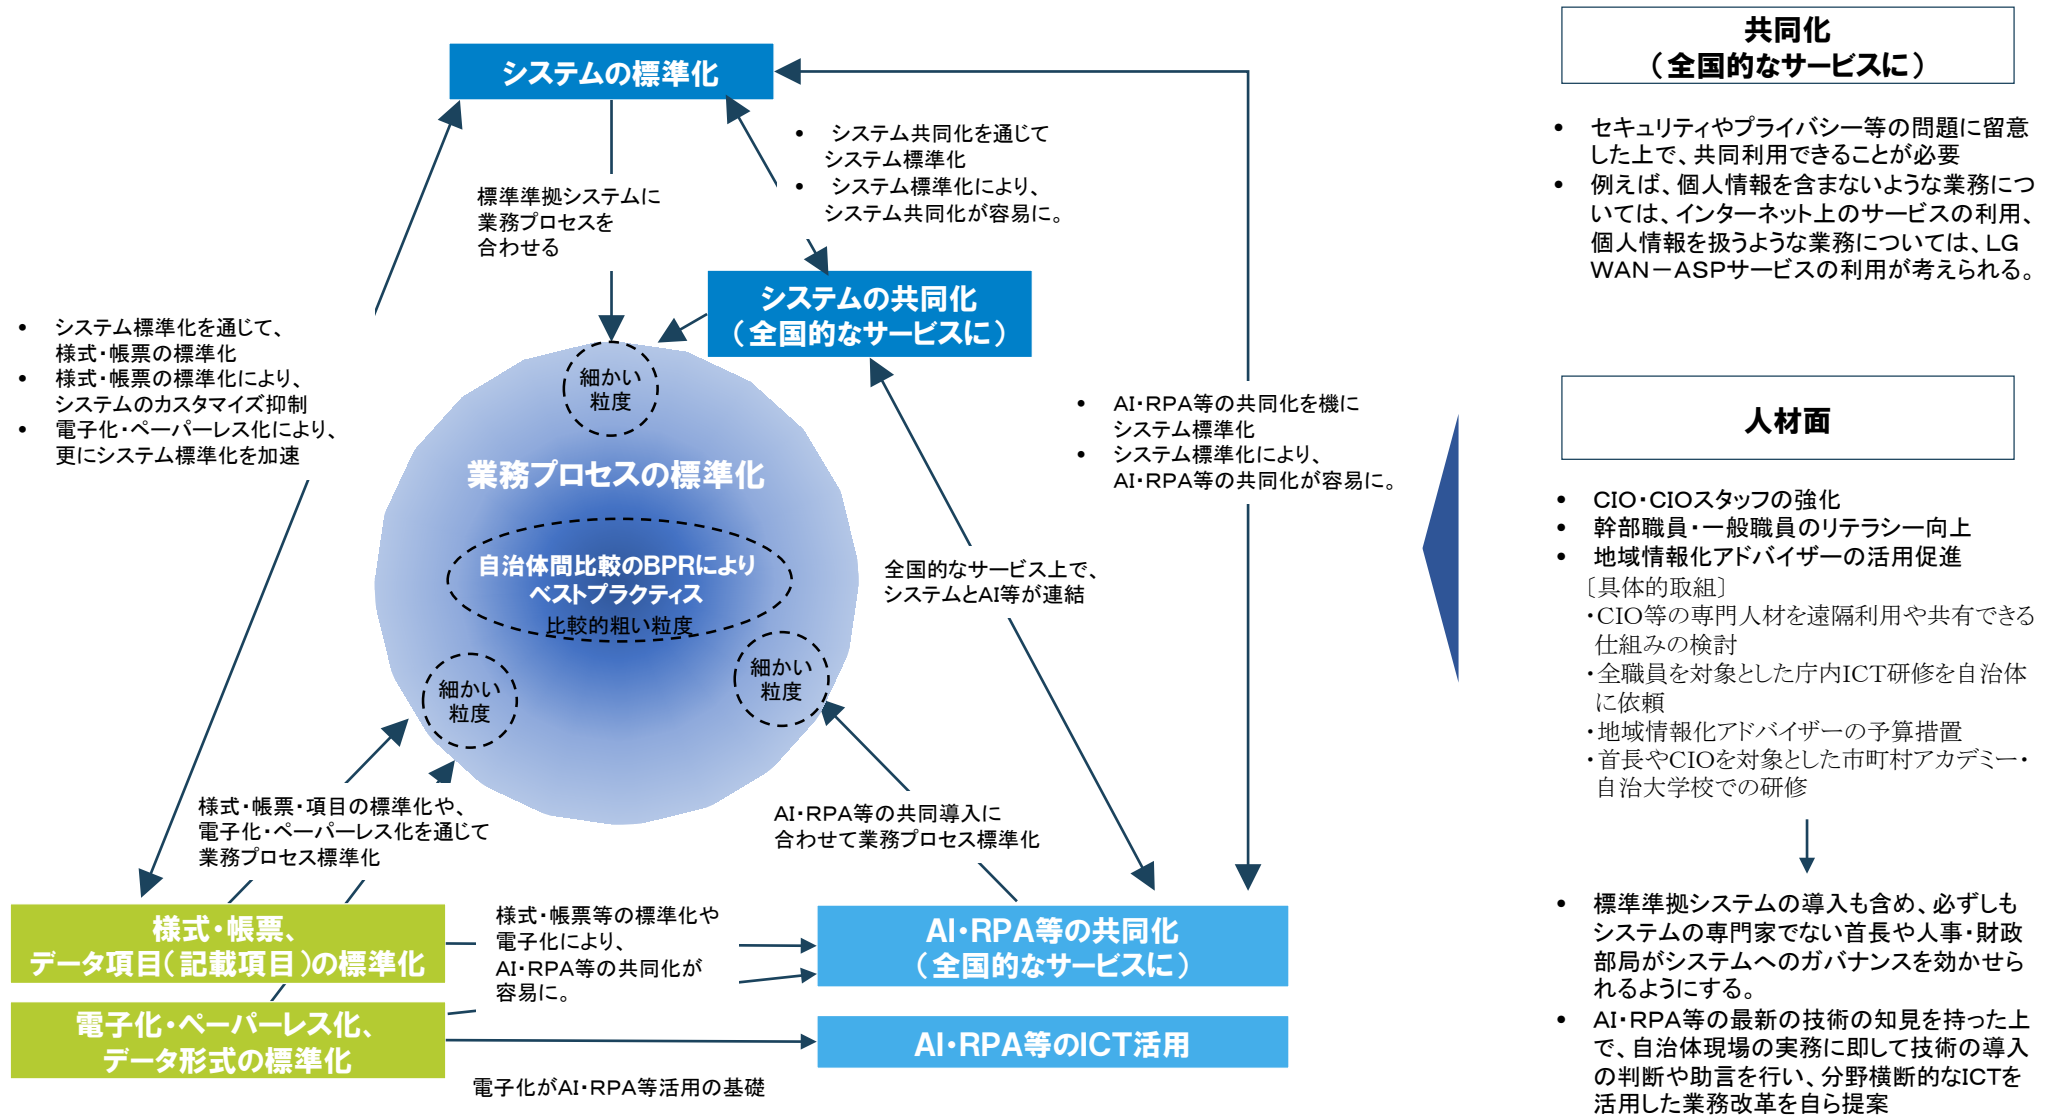 システムの標準化
• システム共同化を通じて
システム標準化
• システム標準化により、
システム共同化が容易に。
標準準拠システムに
業務プロセスを
合わせる
システムの共同化
（全国的なサービスに）
• システム標準化を通じて、
様式・帳票の標準化
• 様式・帳票の標準化により、
システムのカスタマイズ抑制
• 電子化・ペーパーレス化により、
更にシステム標準化を加速
細かい
粒度
業務プロセスの標準化
自治体間比較のBPRにより
ベストプラクティス
比較的粗い粒度
細かい
粒度
細かい
粒度
• AI・RPA等の共同化を機に
システム標準化
• システム標準化により、
AI・RPA等の共同化が容易に。
全国的なサービス上で、
システムとAI等が連結
様式・帳票・項目の標準化や、
電子化・ペーパーレス化を通じて
業務プロセス標準化
AI・RPA等の共同導入に
合わせて業務プロセス標準化
様式・帳票、
データ項目（記載項目）の標準化
様式・帳票等の標準化や
電子化により、
AI・RPA等の共同化が
容易に。
AI・RPA等の共同化
（全国的なサービスに）
電子化・ペーパーレス化、
データ形式の標準化
AI・RPA等のICT活用
電子化がAI・RPA等活用の基礎
共同化
（全国的なサービスに）
• セキュリティやプライバシー等の問題に留意
した上で、共同利用できることが必要
• 例えば、個人情報を含まないような業務につ
いては、インターネット上のサービスの利用、
個人情報を扱うような業務については、LG
WAN－ASPサービスの利用が考えられる。
人材面
• CIO・CIOスタッフの強化
• 幹部職員・一般職員のリテラシー向上
• 地域情報化アドバイザーの活用促進
〔具体的取組〕
・CIO等の専門人材を遠隔利用や共有できる
仕組みの検討
・全職員を対象とした庁内ICT研修を自治体
に依頼
・地域情報化アドバイザーの予算措置
・首長やCIOを対象とした市町村アカデミー・
自治大学校での研修
• 標準準拠システムの導入も含め、必ずしも
システムの専門家でない首長や人事・財政
部局がシステムへのガバナンスを効かせら
れるようにする。
• AI・RPA等の最新の技術の知見を持った上
で、自治体現場の実務に即して技術の導入
の判断や助言を行い、分野横断的なICTを
活用した業務改革を自ら提案